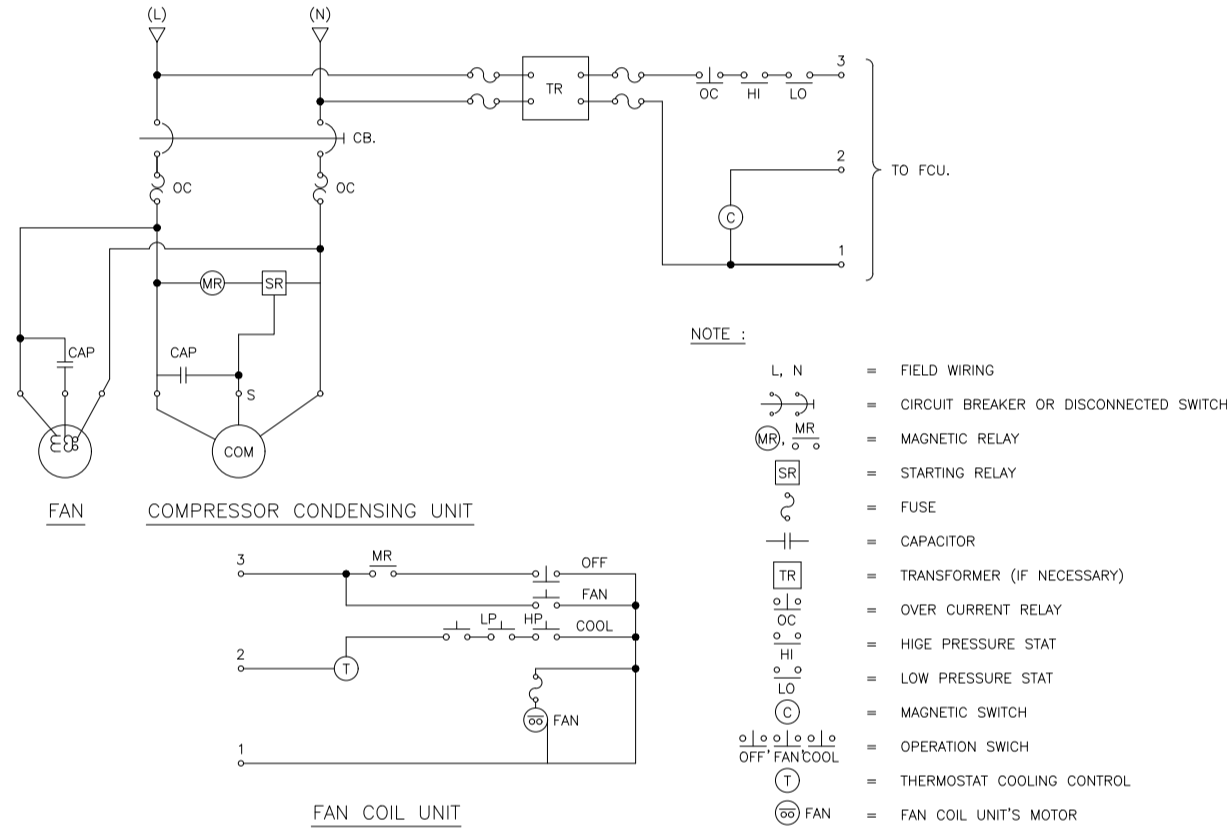 (L) (N)
TR
OC HI LO
3
CB.
2
TO FCU.
OC OC
C
1
MR SR
CAP CAP
S
COM
FAN COMPRESSOR CONDENSING UNIT
3 MR OFF
FAN
LP HP COOL
2 T
FAN
1
FAN COIL UNIT
NOTE :
L, N = FIELD WIRING
= CIRCUIT BREAKER OR DISCONNECTED SWITCH
MR, MR = MAGNETIC RELAY
SR = STARTING RELAY
= FUSE
= CAPACITOR
TR = TRANSFORMER (IF NECESSARY)
OC = OVER CURRENT RELAY
HI = HIGE PRESSURE STAT
LO = LOW PRESSURE STAT
C = MAGNETIC SWITCH
OFF, FAN, COOL = OPERATION SWICH
T = THERMOSTAT COOLING CONTROL
FAN = FAN COIL UNIT'S MOTOR